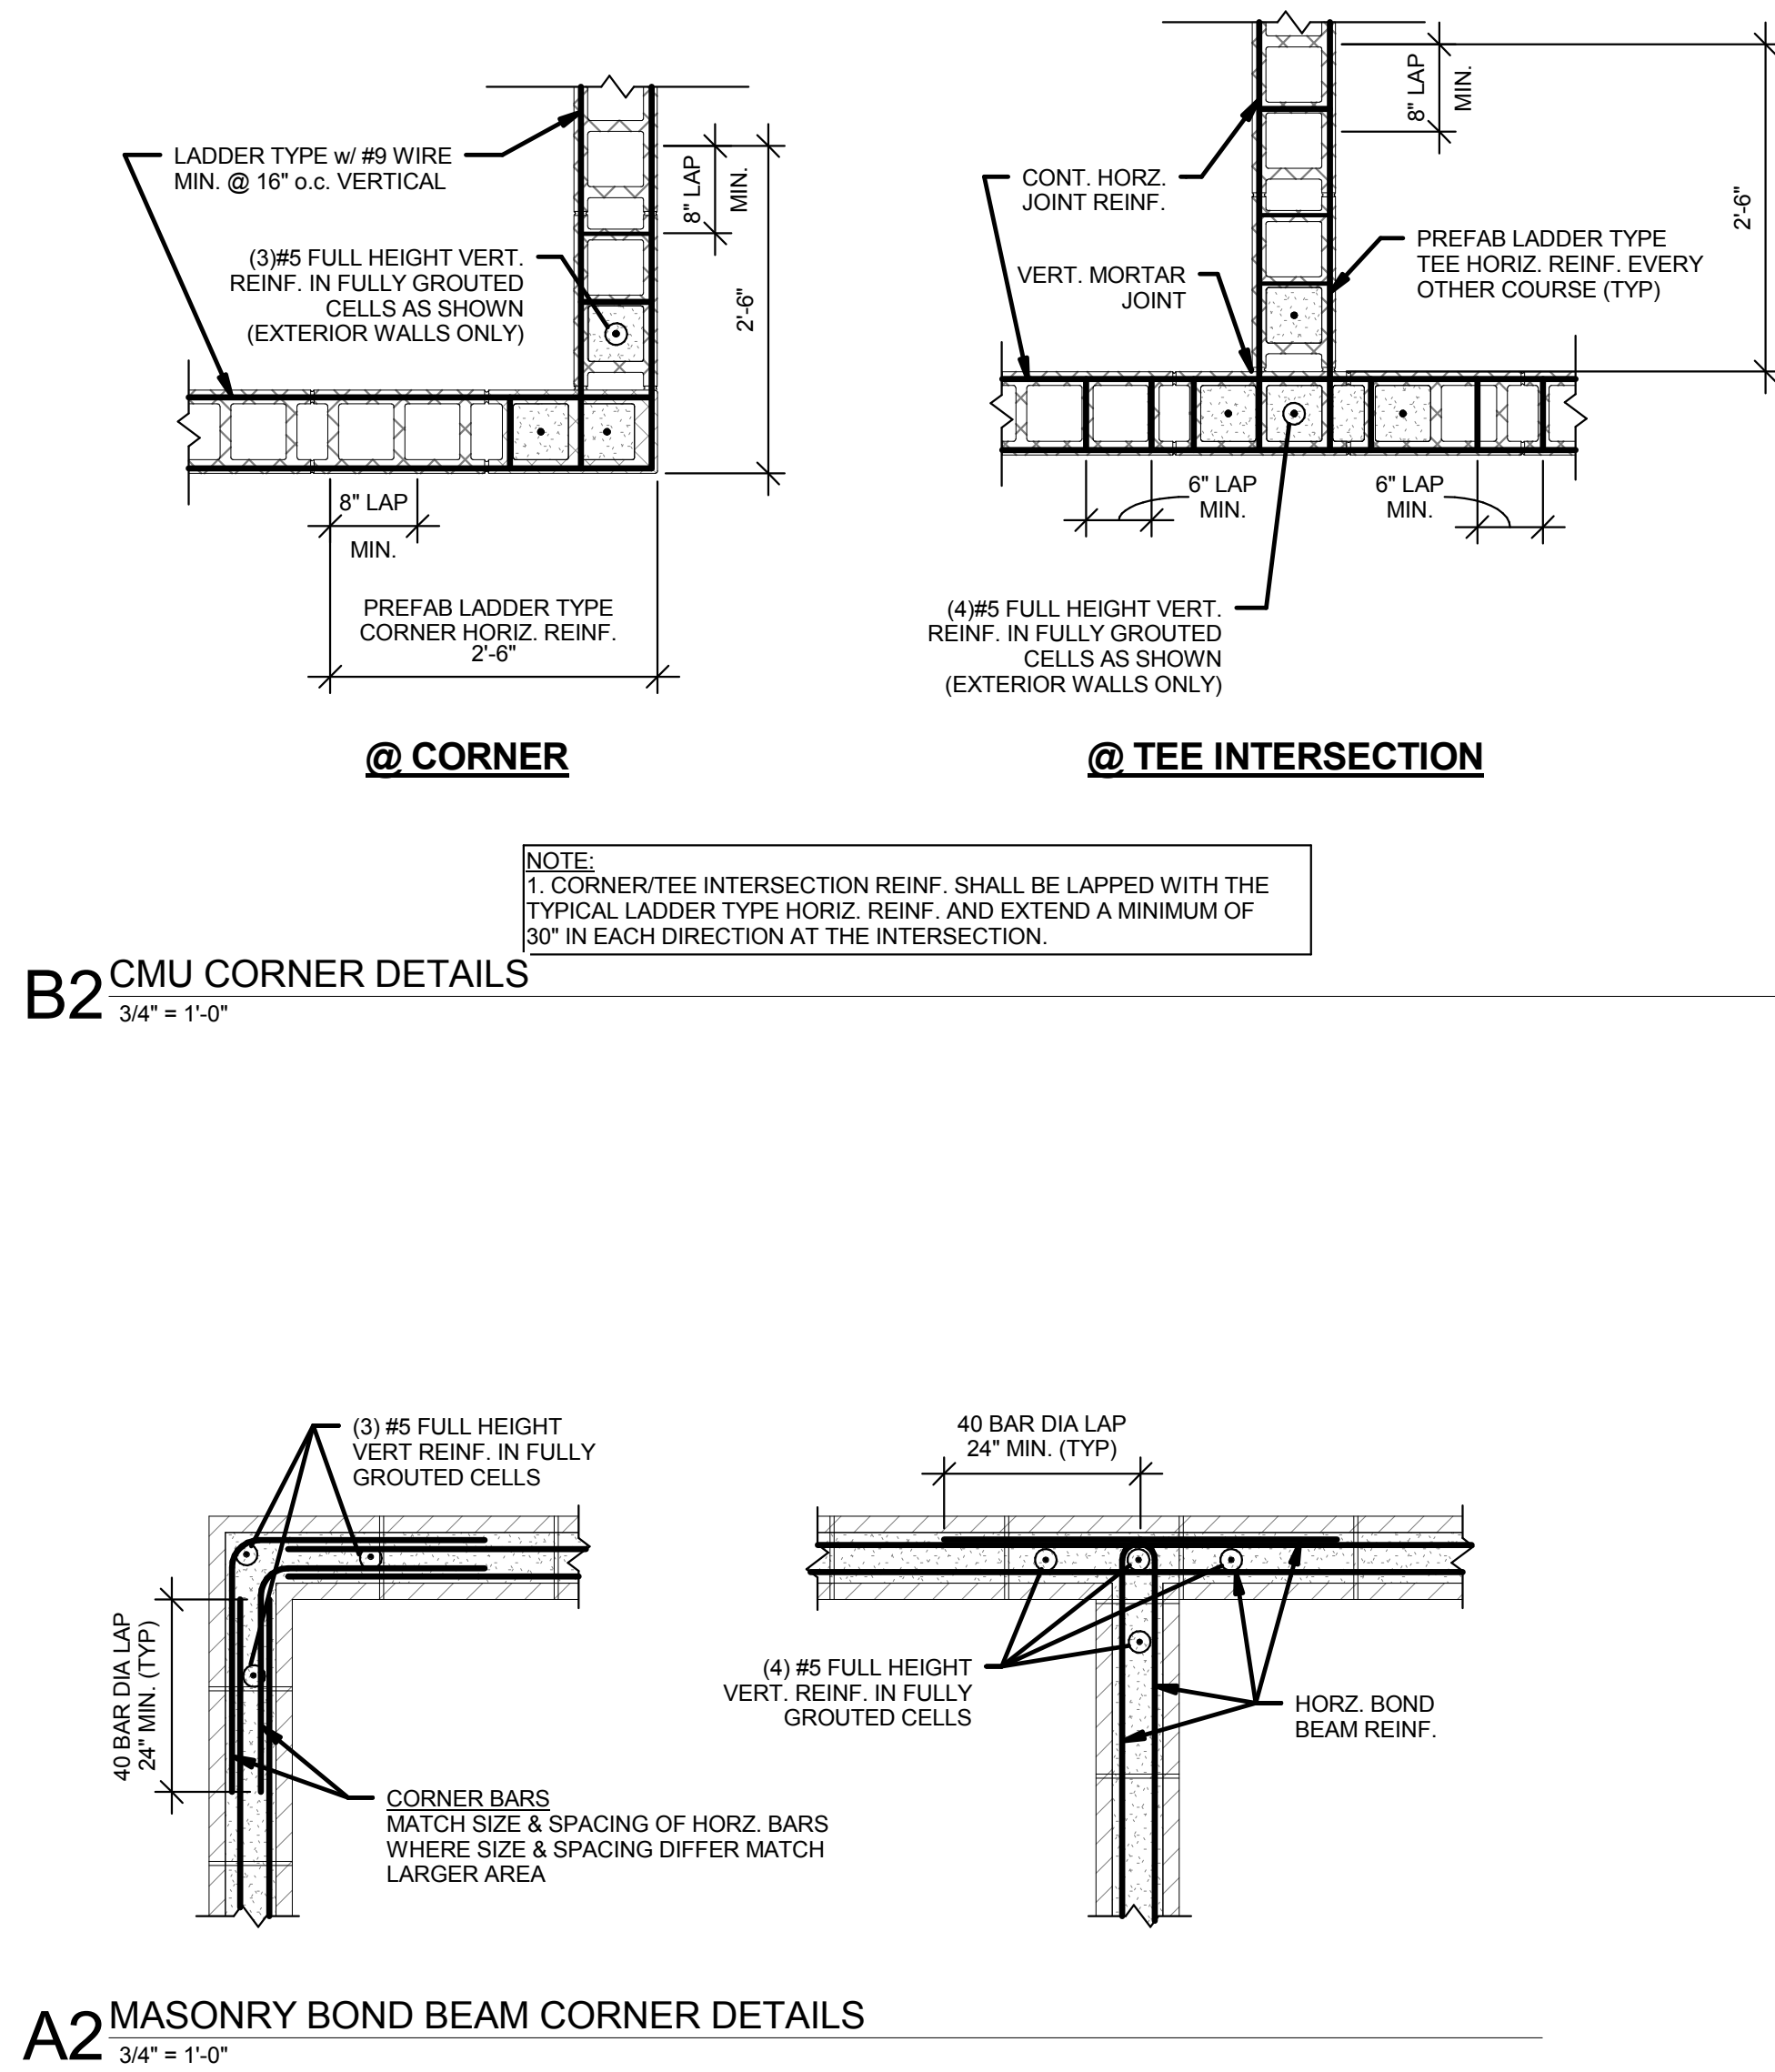 LADDER TYPE w/ #9 WIRE
MIN. @ 16" o.c. VERTICAL
(3)#5 FULL HEIGHT VERT.
REINF. IN FULLY GROUTED
CELLS AS SHOWN
(EXTERIOR WALLS ONLY)
8" LAP
MIN.
2'-6"
8" LAP
MIN.
PREFAB LADDER TYPE
CORNER HORIZ. REINF.
2'-6"
@ CORNER
8" LAP
MIN.
2'-6"
CONT. HORZ.
JOINT REINF.
VERT. MORTAR
JOINT
PREFAB LADDER TYPE
TEE HORIZ. REINF. EVERY
OTHER COURSE (TYP)
6" LAP
MIN.
6" LAP
MIN.
(4)#5 FULL HEIGHT VERT.
REINF. IN FULLY GROUTED
CELLS AS SHOWN
(EXTERIOR WALLS ONLY)
@ TEE INTERSECTION
NOTE:
1. CORNER/TEE INTERSECTION REINF. SHALL BE LAPPED WITH THE
TYPICAL LADDER TYPE HORIZ. REINF. AND EXTEND A MINIMUM OF
30" IN EACH DIRECTION AT THE INTERSECTION.
B2 CMU CORNER DETAILS
3/4" = 1'-0"
(3) #5 FULL HEIGHT
VERT REINF. IN FULLY
GROUTED CELLS
40 BAR DIA LAP
24" MIN. (TYP)
CORNER BARS
MATCH SIZE & SPACING OF HORZ. BARS
WHERE SIZE & SPACING DIFFER MATCH
LARGER AREA
40 BAR DIA LAP
24" MIN. (TYP)
(4) #5 FULL HEIGHT
VERT. REINF. IN FULLY
GROUTED CELLS
HORZ. BOND
BEAM REINF.
A2 MASONRY BOND BEAM CORNER DETAILS
3/4" = 1'-0"